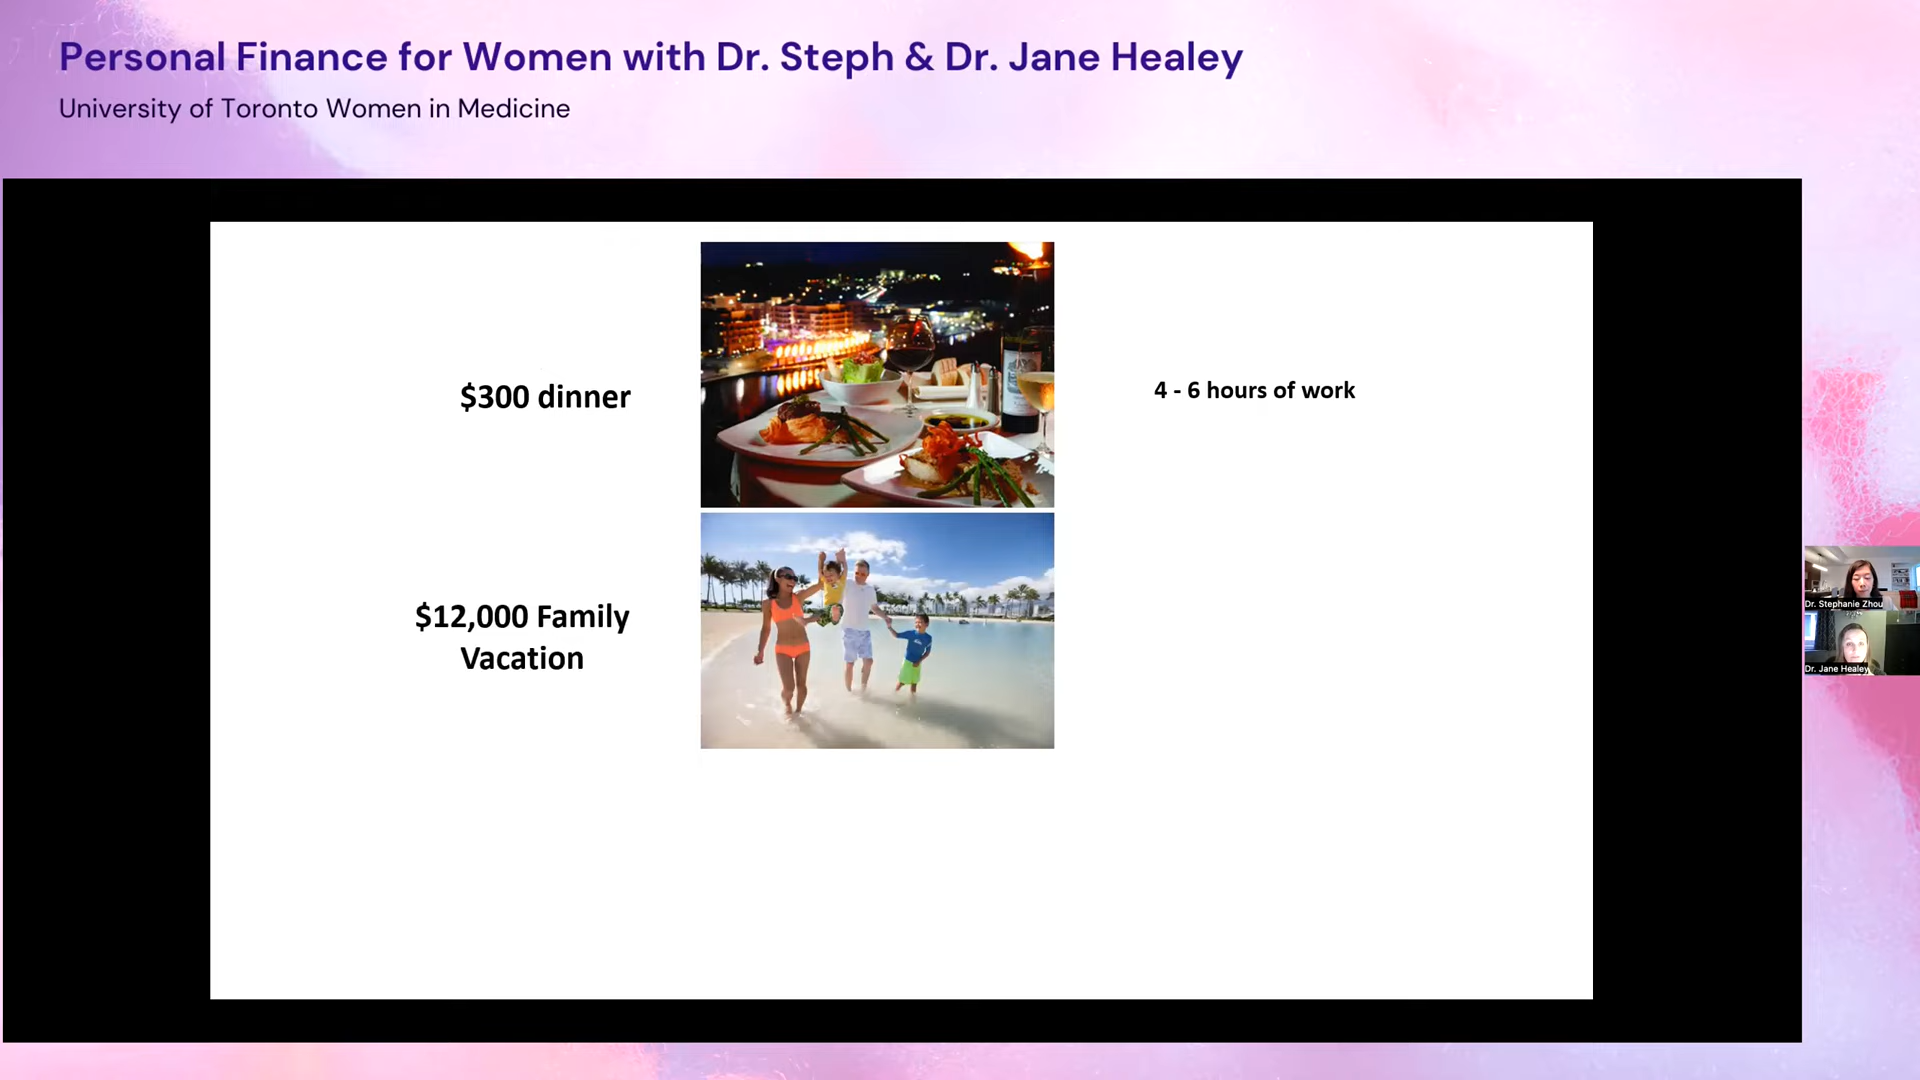 Personal Finance for Women with Dr. Steph & Dr. Jane Healey
University of Toronto Women in Medicine
$300 dinner
4 - 6 hours of work
$12,000 Family
Vacation
Dr. Stephanie Zhou
Dr. Jane Healey